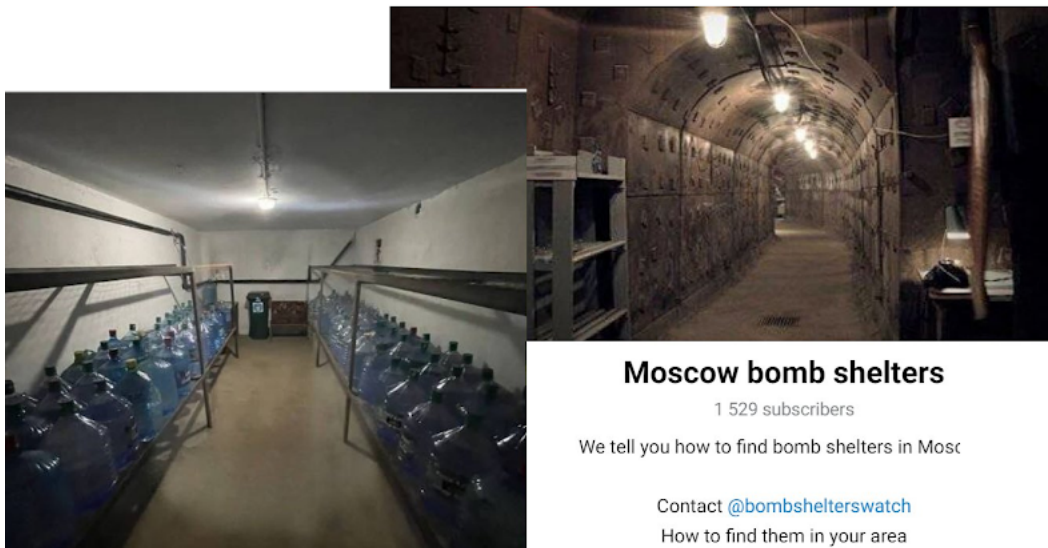 Moscow bomb shelters
1 529 subscribers
We tell you how to find bomb shelters in Mosc
Contact @bombshelterswatch
How to find them in your area